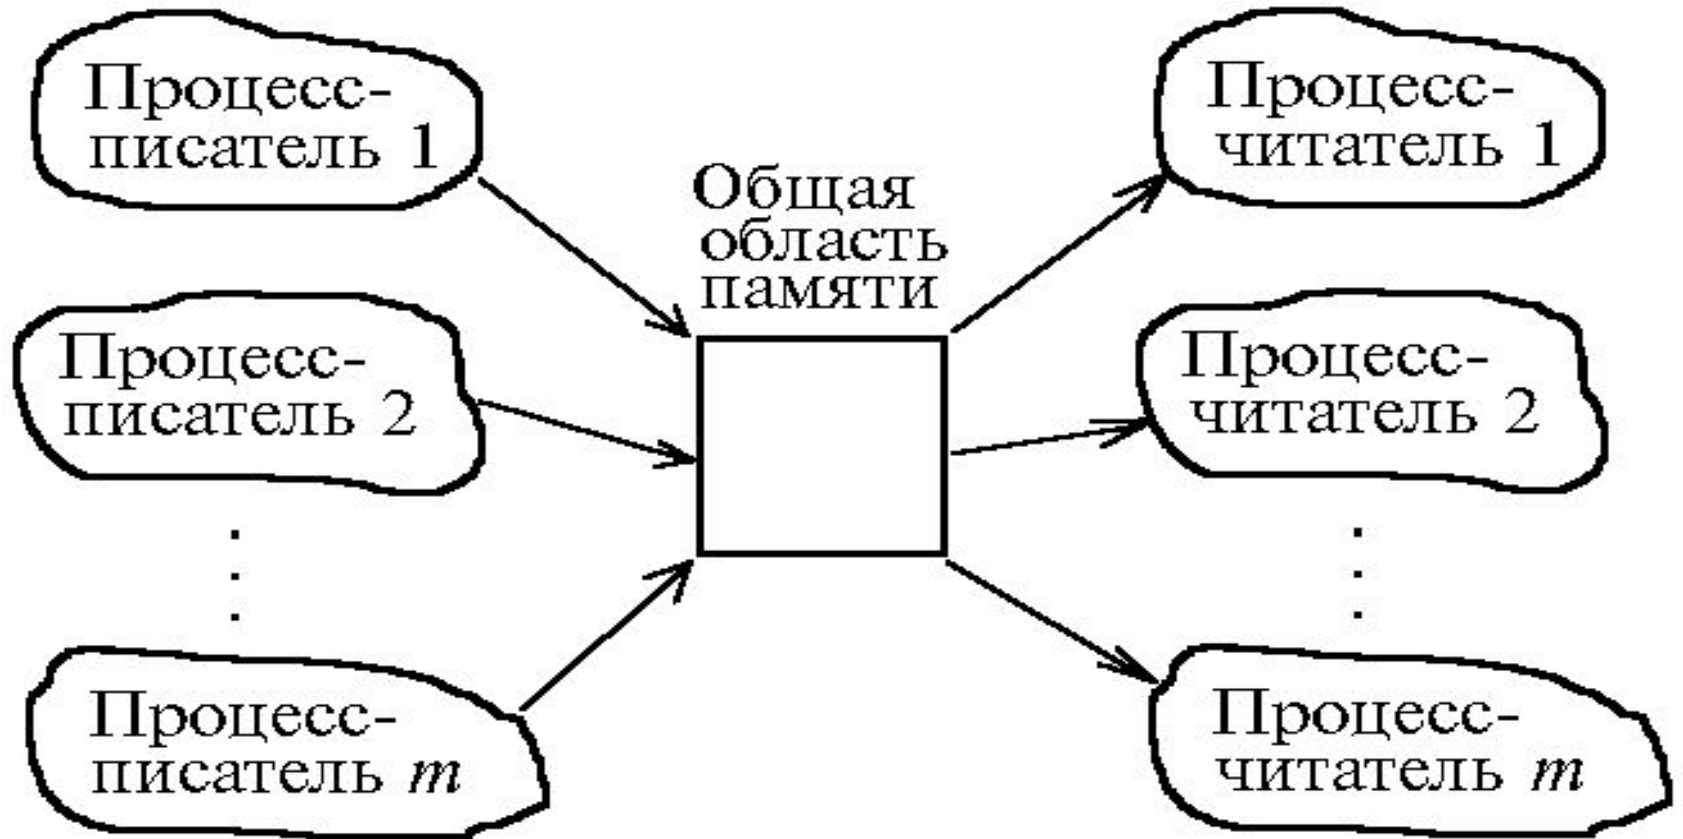 Процесс-
писатель 1
Процесс-
читатель 1
Общая
область
памяти
Процесс-
писатель 2
Процесс-
читатель 2
Процесс-
писатель m
Процесс-
читатель m